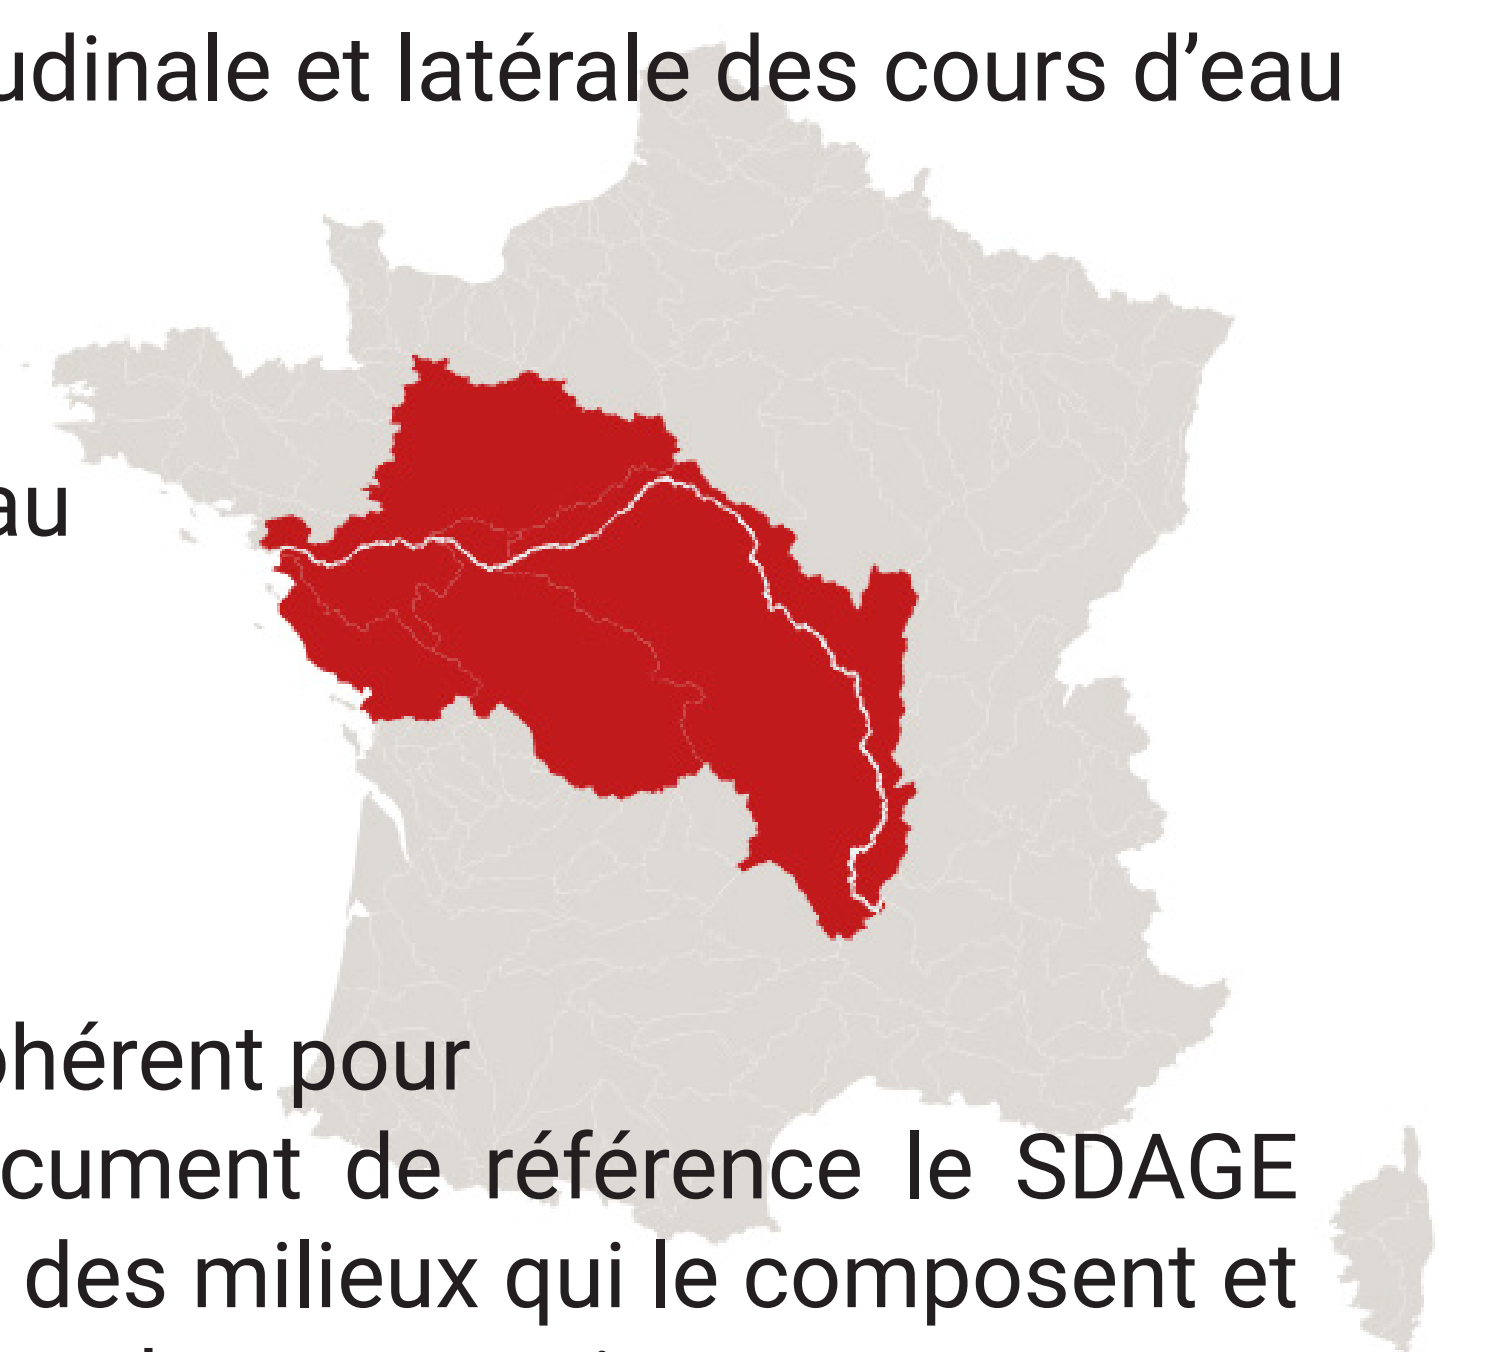 udinale et latérale des cours d’eau
au
hérent pour
cument de référence le SDAGE
des milieux qui le composent et